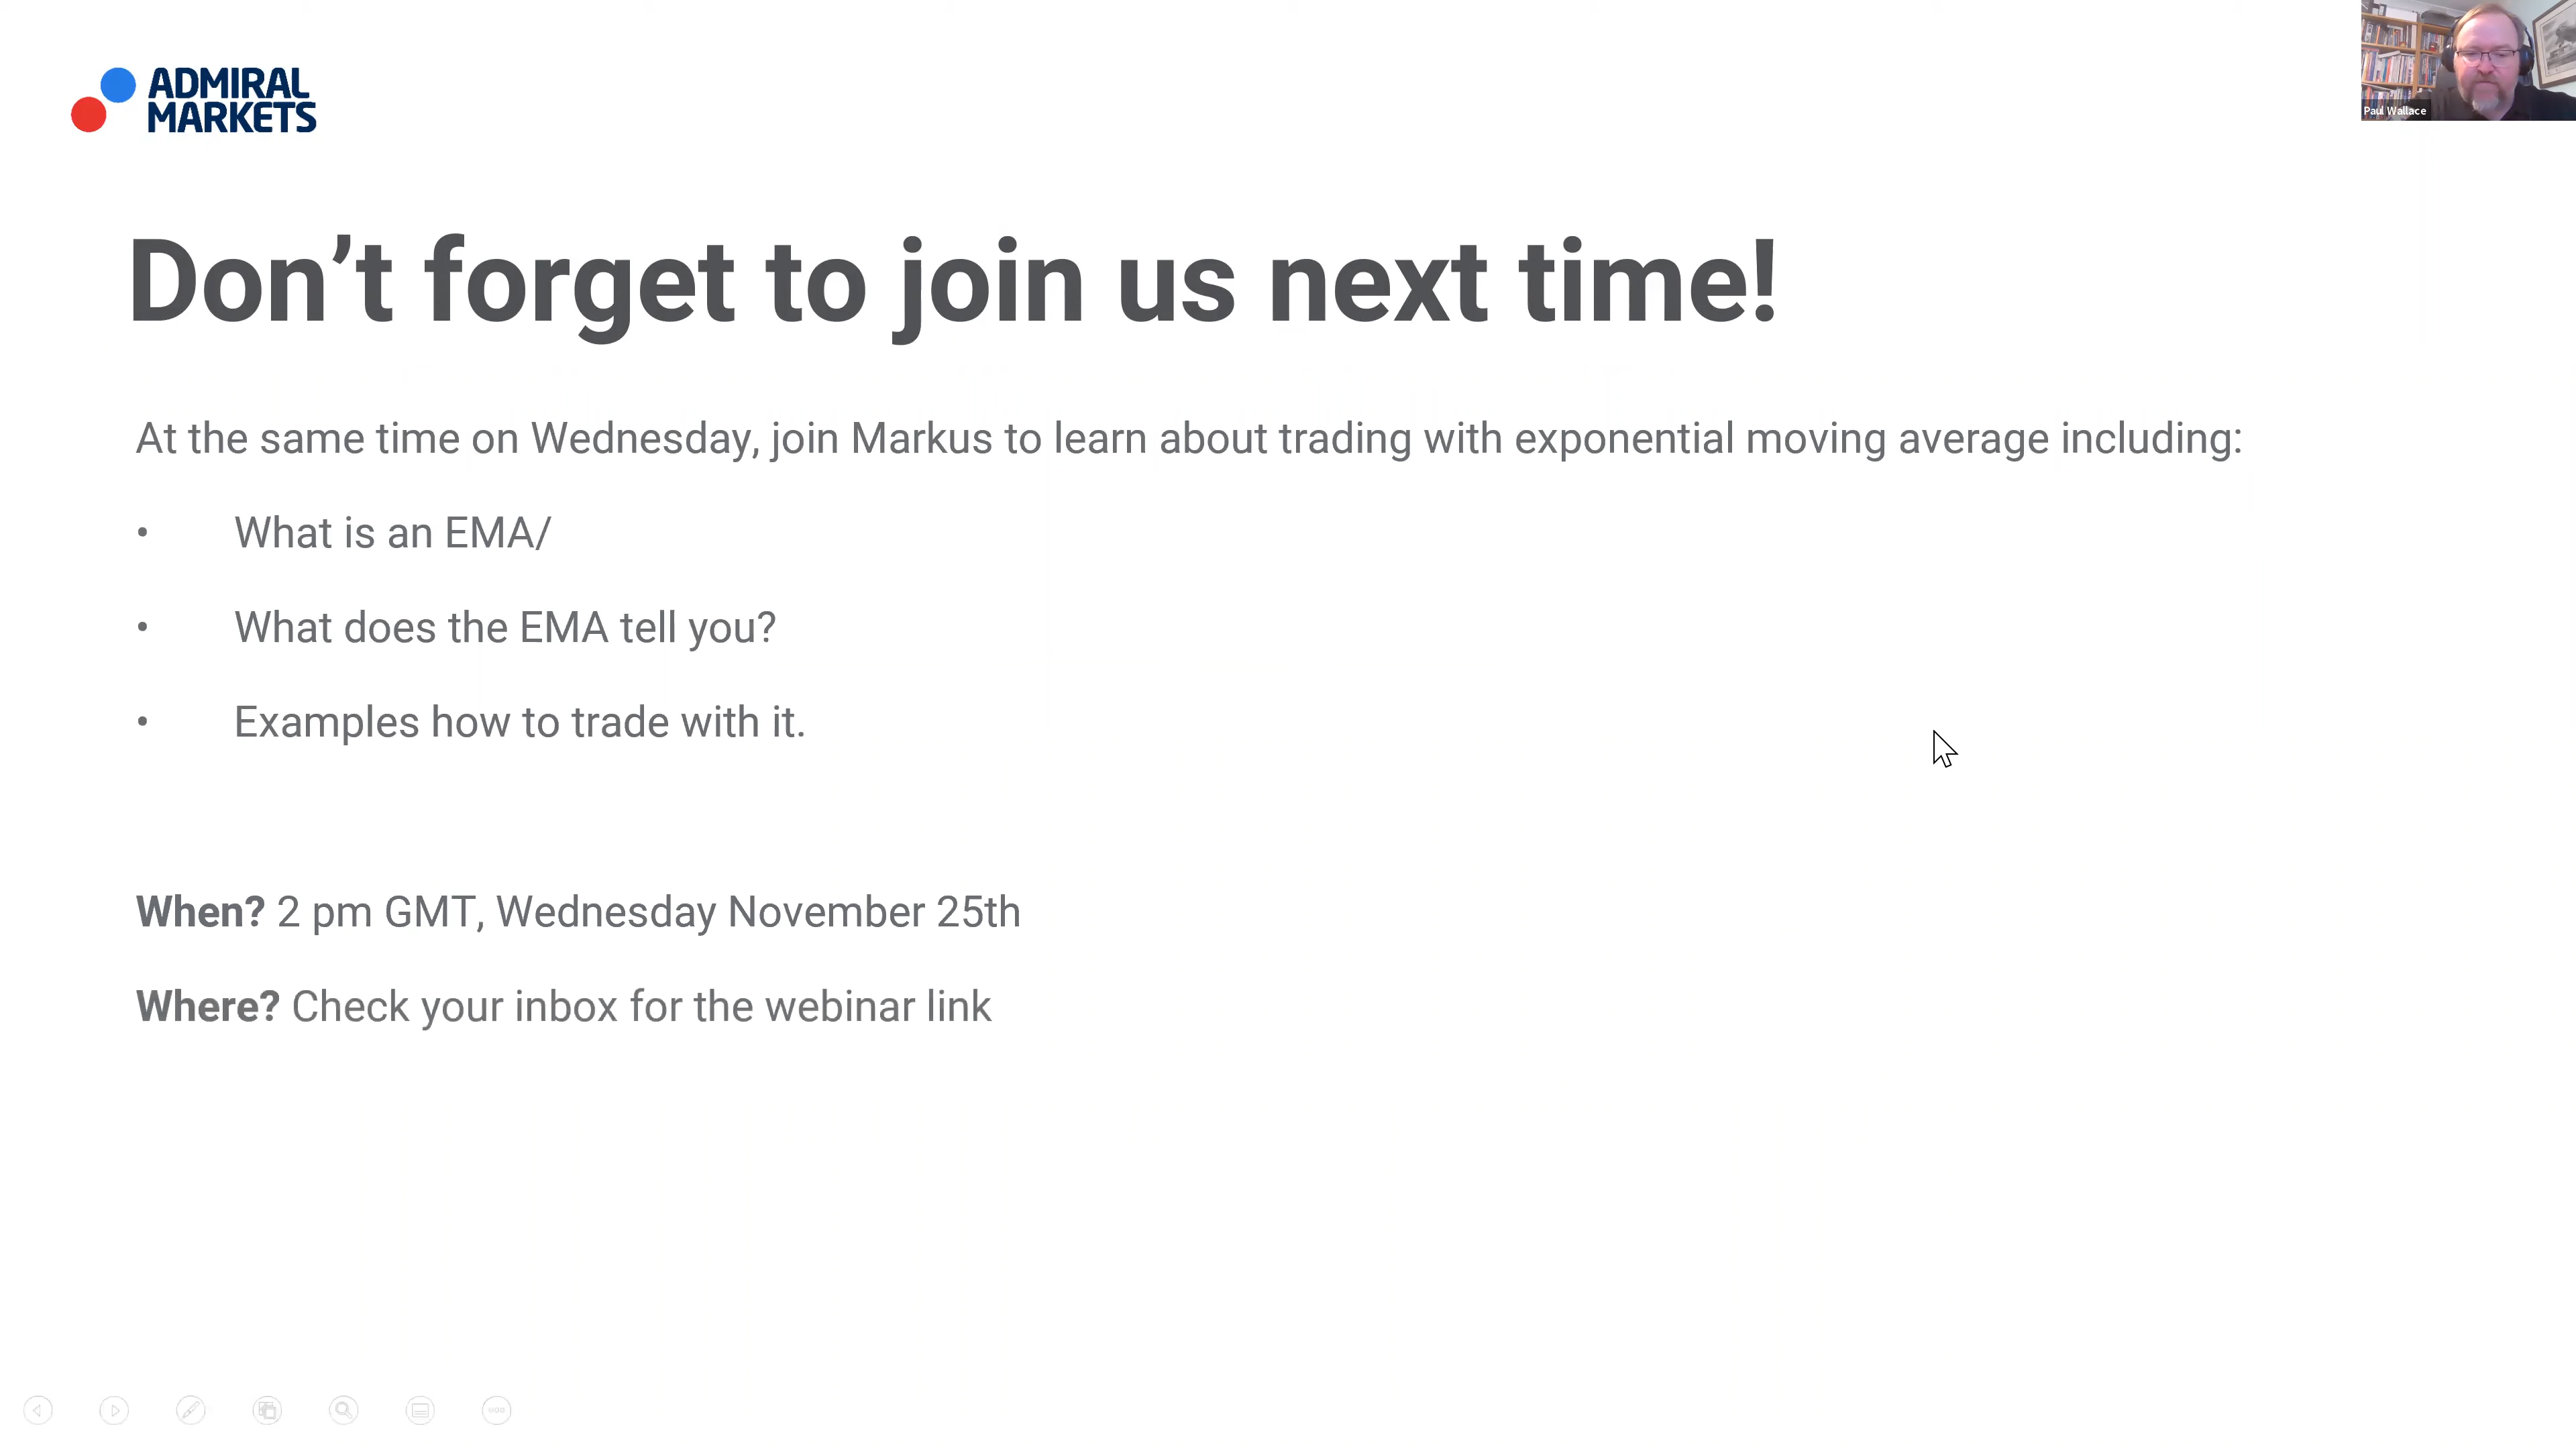 ADMIRAL
MARKETS
Paul Wallace
Don’t forget to join us next time!
At the same time on Wednesday, join Markus to learn about trading with exponential moving average including:
• What is an EMA/
• What does the EMA tell you?
• Examples how to trade with it.
When? 2 pm GMT, Wednesday November 25th
Where? Check your inbox for the webinar link